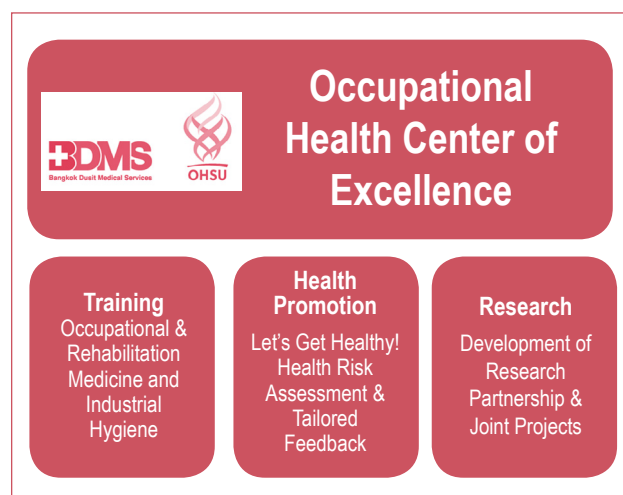 BDMS
Bangkok Dusit Medical Services
OHSU
Occupational
Health Center of
Excellence
Training
Occupational &
Rehabilitation
Medicine and
Industrial
Hygiene
Health
Promotion
Let's Get Healthy!
Health Risk
Assessment &
Tailored
Feedback
Research
Development of
Research
Partnership &
Joint Projects